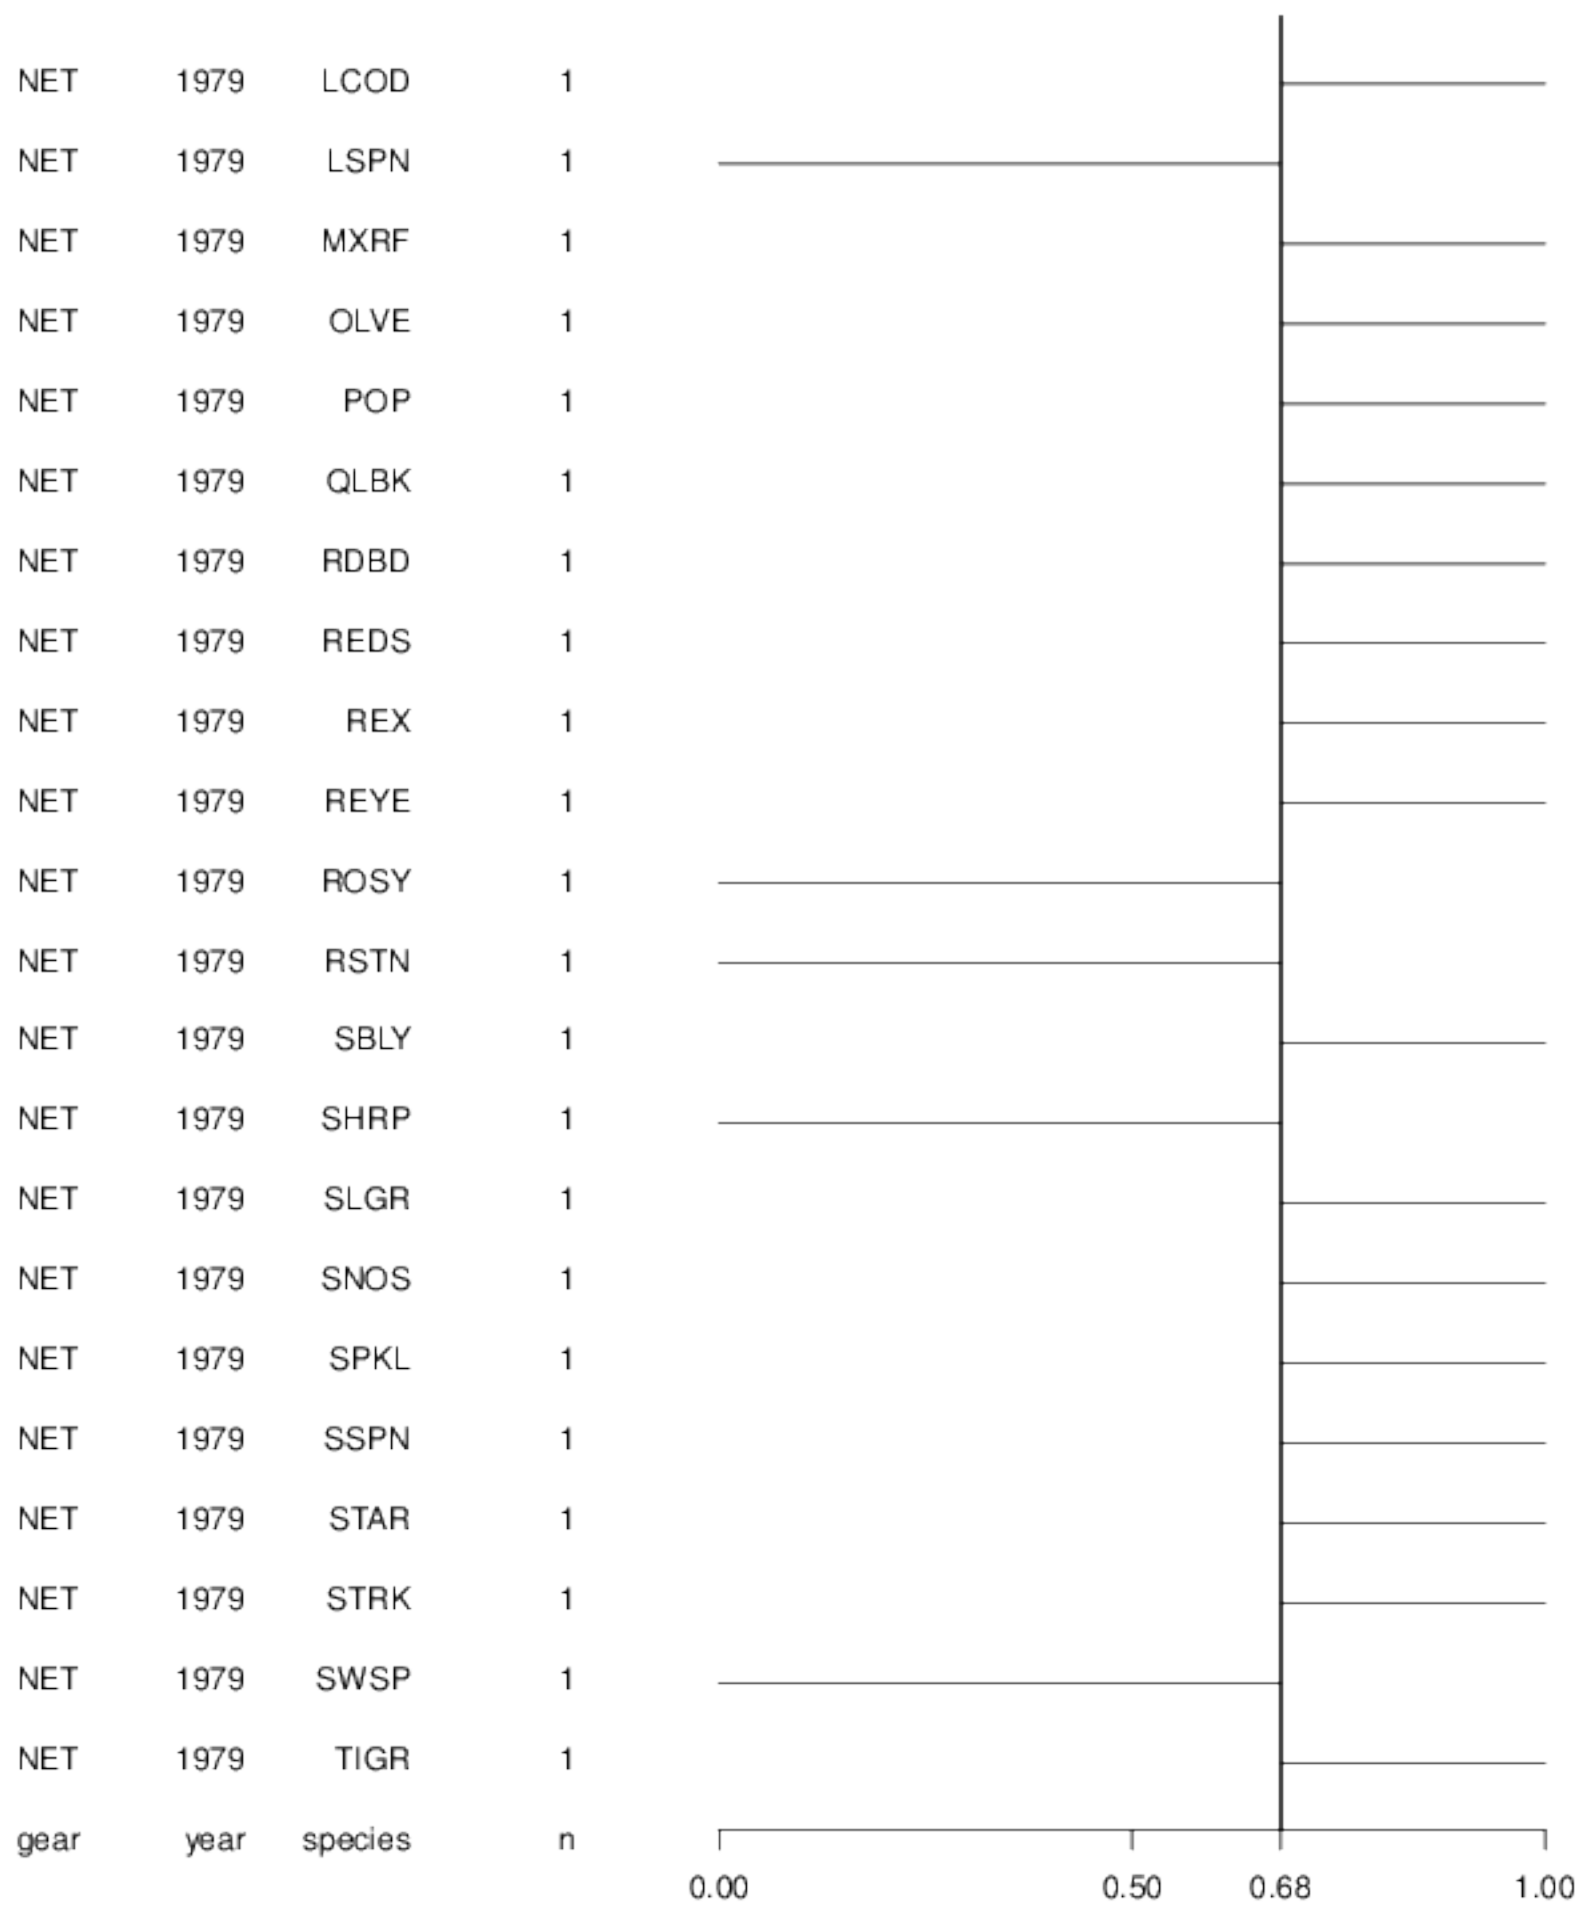 NET 1979 LCOD 1
NET 1979 LSPN 1
NET 1979 MXRF 1
NET 1979 OLVE 1
NET 1979 POP 1
NET 1979 QLBK 1
NET 1979 RDBD 1
NET 1979 REDS 1
NET 1979 REX 1
NET 1979 REYE 1
NET 1979 ROSY 1
NET 1979 RSTN 1
NET 1979 SBLY 1
NET 1979 SHRP 1
NET 1979 SLGR 1
NET 1979 SNOS 1
NET 1979 SPKL 1
NET 1979 SSPN 1
NET 1979 STAR 1
NET 1979 STRK 1
NET 1979 SWSP 1
NET 1979 TIGR 1
gear year species n
0.00 0.50 0.68 1.00